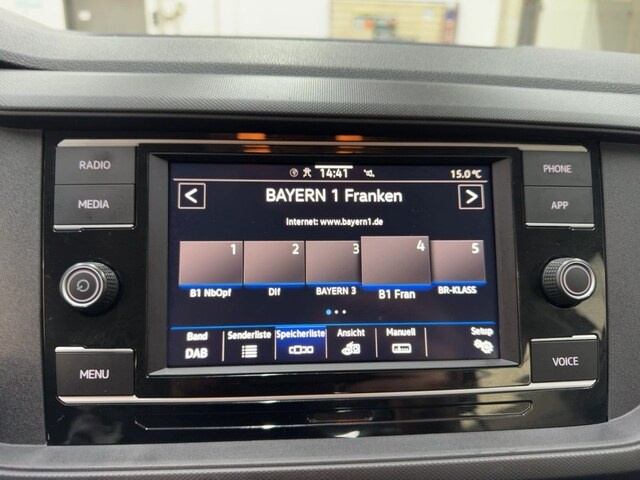 RADIO
MEDIA
MENU
PHONE
APP
VOICE
14:41
15.0°C
BAYERN 1 Franken
Internet: www.bayern1.de
1 2 3 4 5
B1 NbOpf Dlf BAYERN 3 B1 Fran BR-KLASS
Band Senderliste Speicherliste Ansicht Manuell Setup
DAB